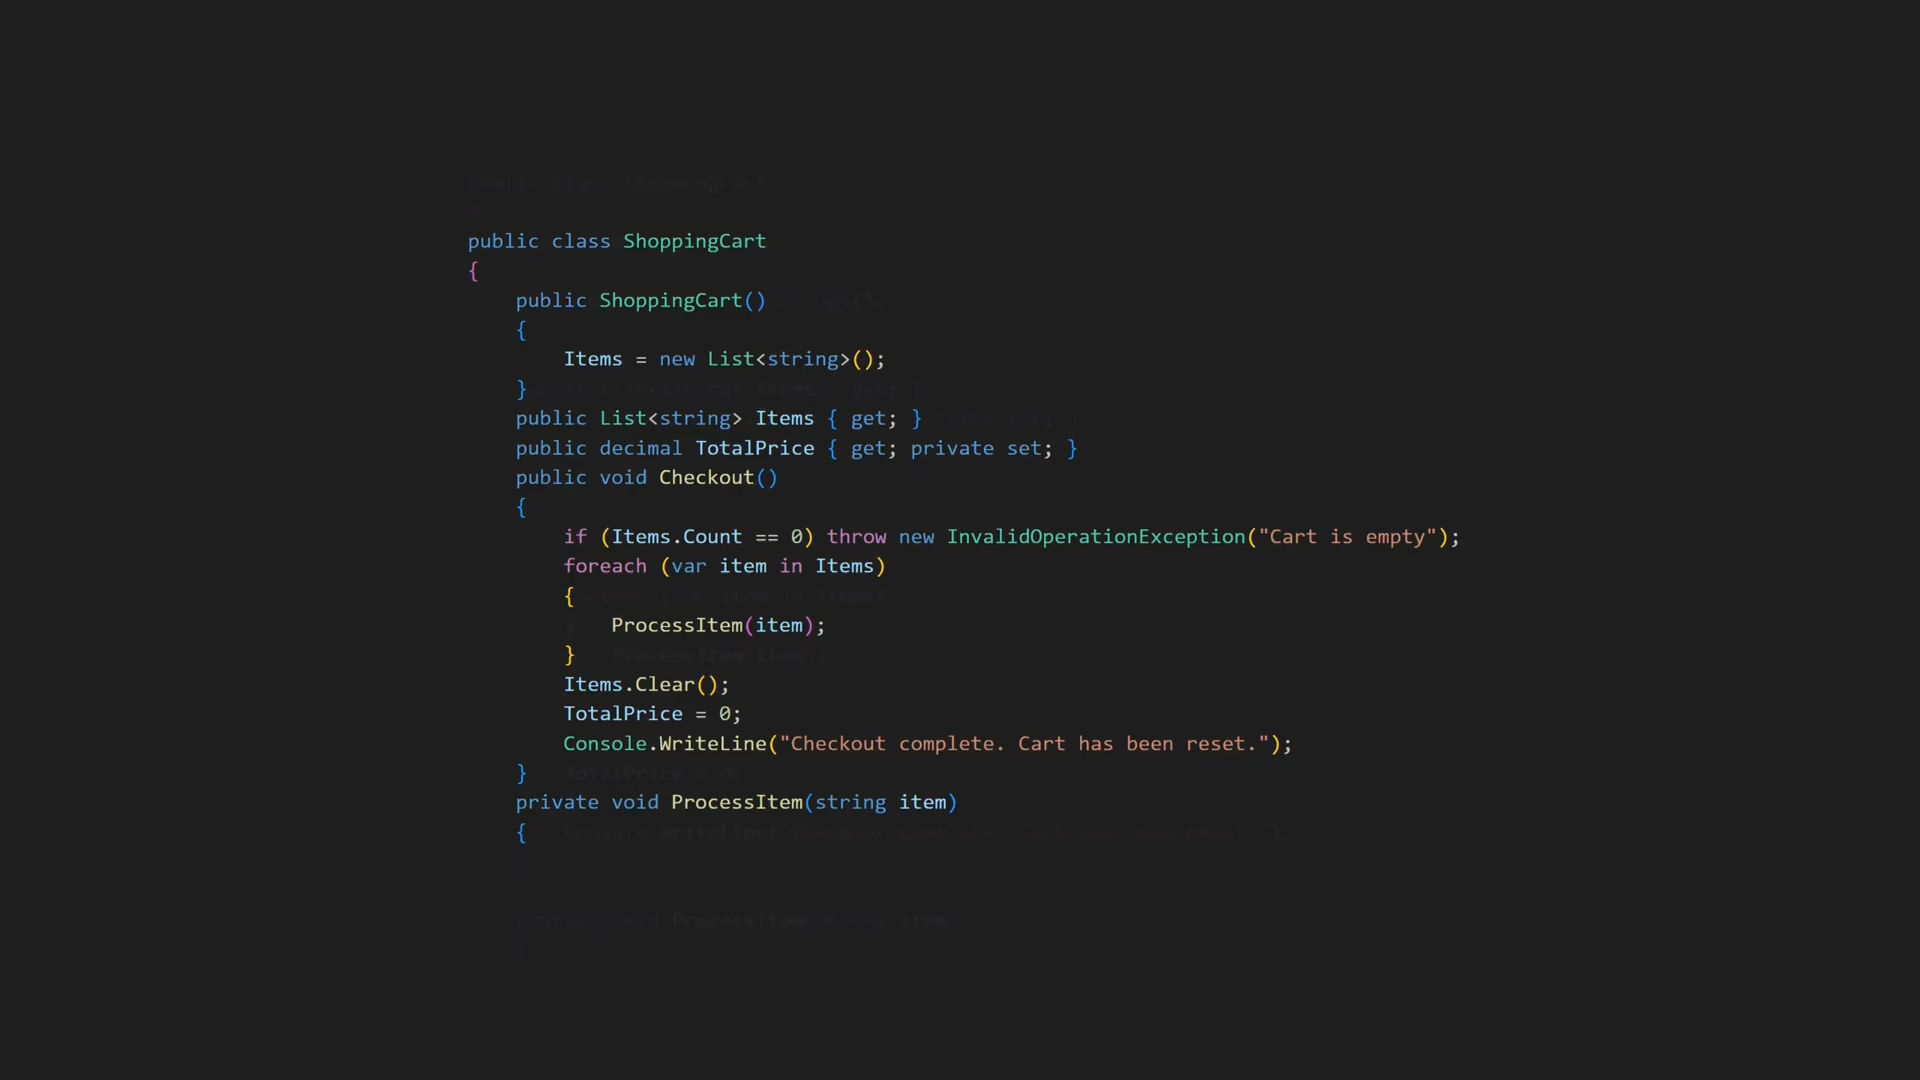 public class ShoppingCart
{
    public ShoppingCart()
    {
        Items = new List<string>();
    }
    public List<string> Items { get; }
    public decimal TotalPrice { get; private set; }
    public void Checkout()
    {
        if (Items.Count == 0) throw new InvalidOperationException("Cart is empty");
        foreach (var item in Items)
        {
            ProcessItem(item);
        }
        Items.Clear();
        TotalPrice = 0;
        Console.WriteLine("Checkout complete. Cart has been reset.");
    }
    private void ProcessItem(string item)
    {